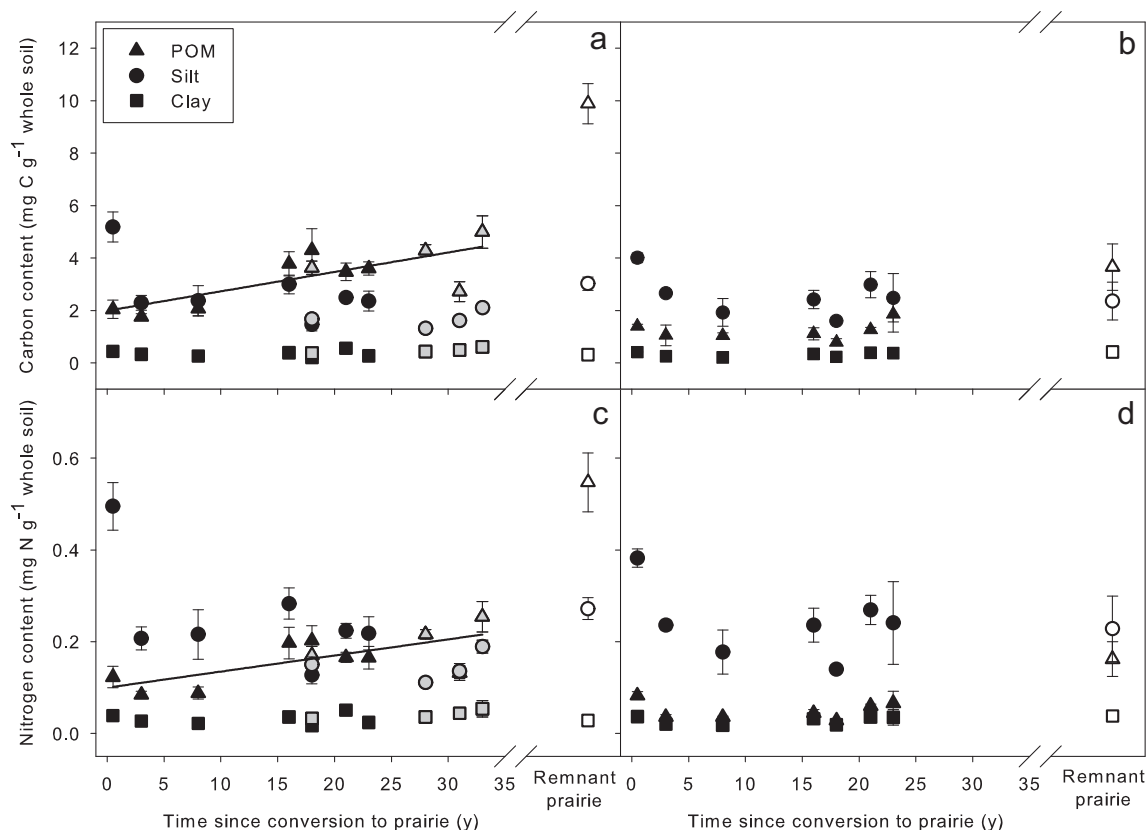 a
b
POM
Silt
Clay
Carbon content (mg C g-1 whole soil)
12
10
8
6
4
2
0
c
d
Nitrogen content (mg N g-1 whole soil)
0.6
0.4
0.2
0.0
0 5 10 15 20 25 30 35 Remnant prairie
0 5 10 15 20 25 30 35 Remnant prairie
Time since conversion to prairie (y)
Time since conversion to prairie (y)